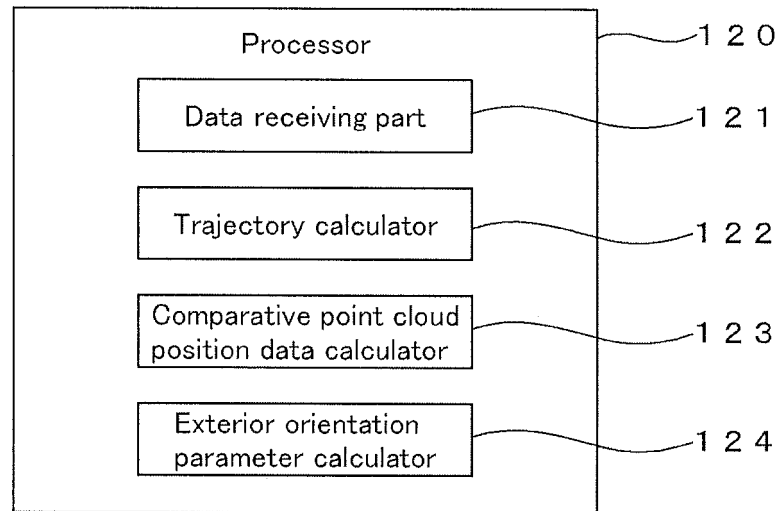 Processor
120
Data receiving part
121
Trajectory calculator
122
Comparative point cloud
position data calculator
123
Exterior orientation
parameter calculator
124